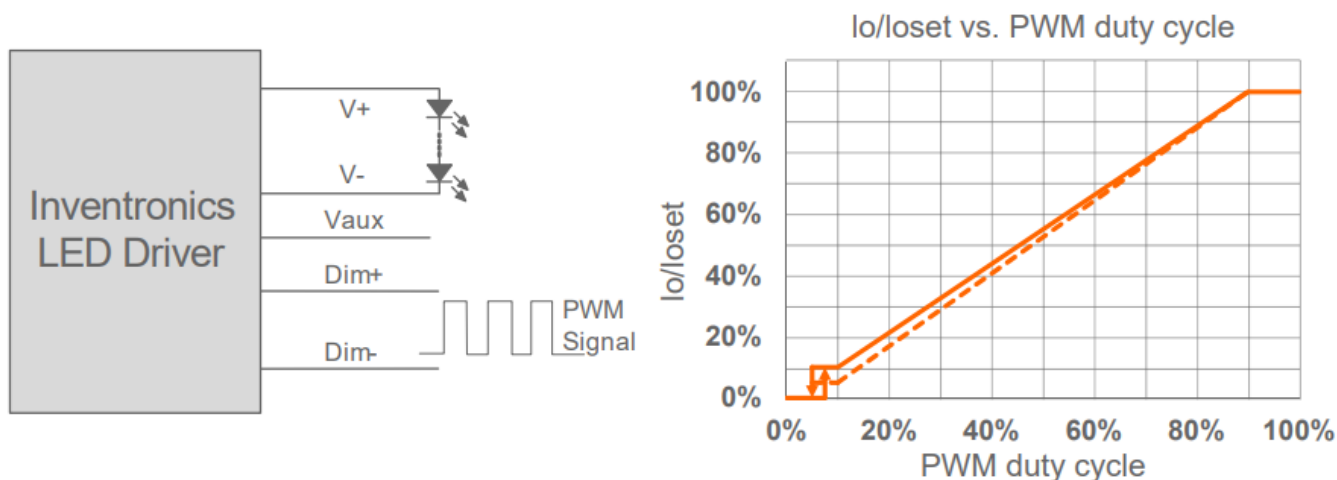 Inventronics
LED Driver
V+
V-
Vaux
Dim+
Dim-
PWM
Signal
Io/Ioset vs. PWM duty cycle
Io/Ioset
100%
80%
60%
40%
20%
0%
0% 20% 40% 60% 80% 100%
PWM duty cycle